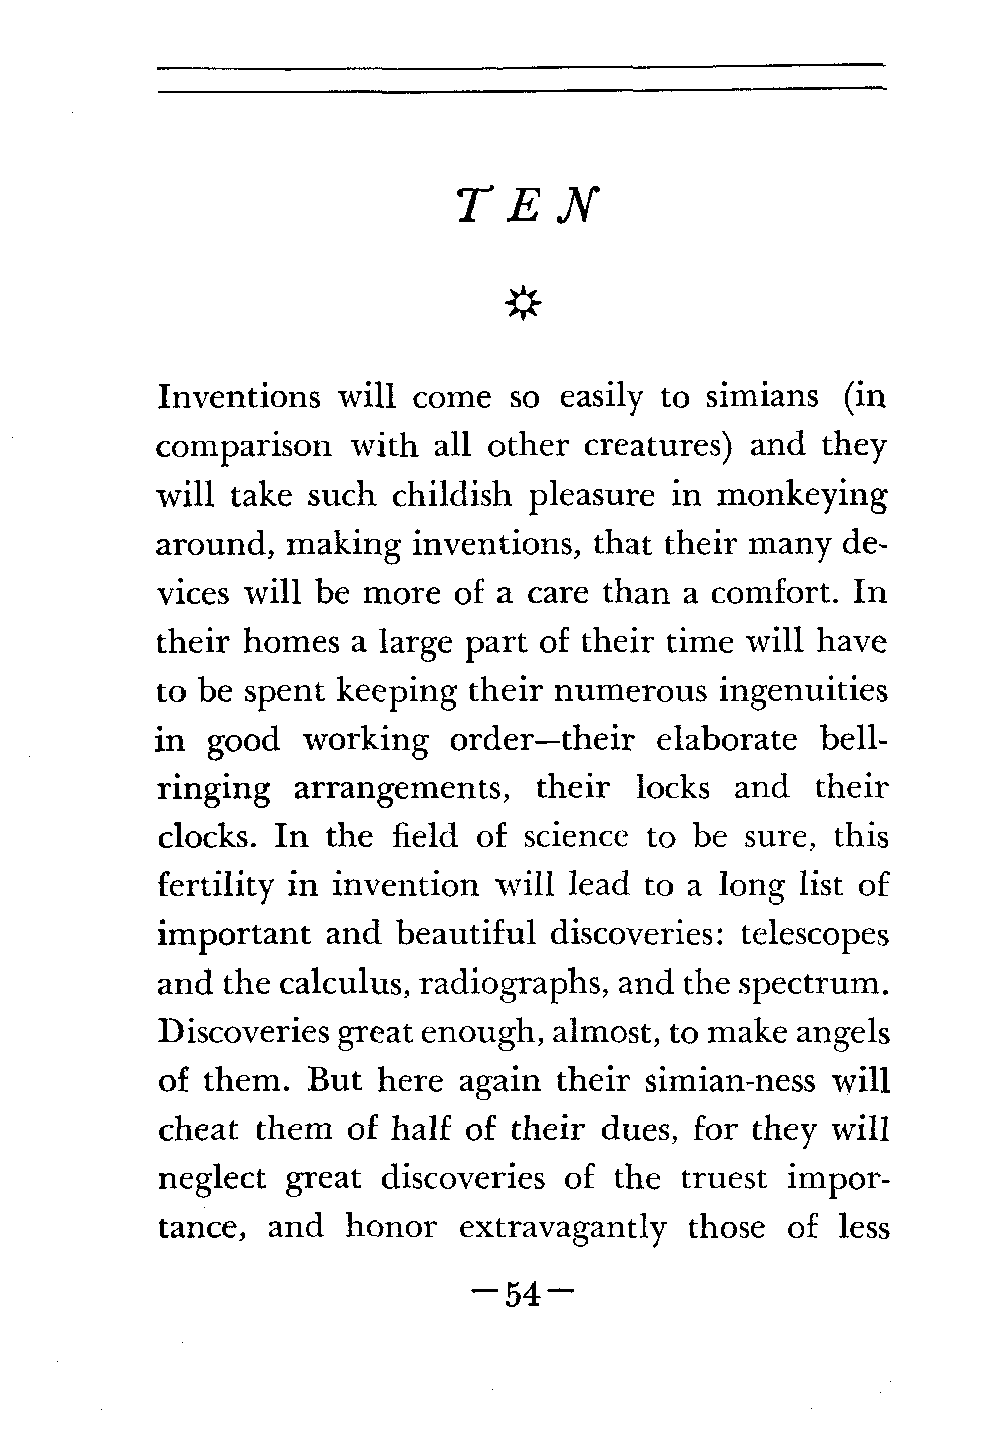 TEN
Inventions will come so easily to simians (in
comparison with all other creatures) and they
will take such childish pleasure in monkeying
around, making inventions, that their many de-
vices will be more of a care than a comfort. In
their homes a large part of their time will have
to be spent keeping their numerous ingenuities
in good working order—their elaborate bell-
ringing arrangements, their locks and their
clocks. In the field of science to be sure, this
fertility in invention will lead to a long list of
important and beautiful discoveries: telescopes
and the calculus, radiographs, and the spectrum.
Discoveries great enough, almost, to make angels
of them. But here again their simian-ness will
cheat them of half of their dues, for they will
neglect great discoveries of the truest impor-
tance, and honor extravagantly those of less
—54—